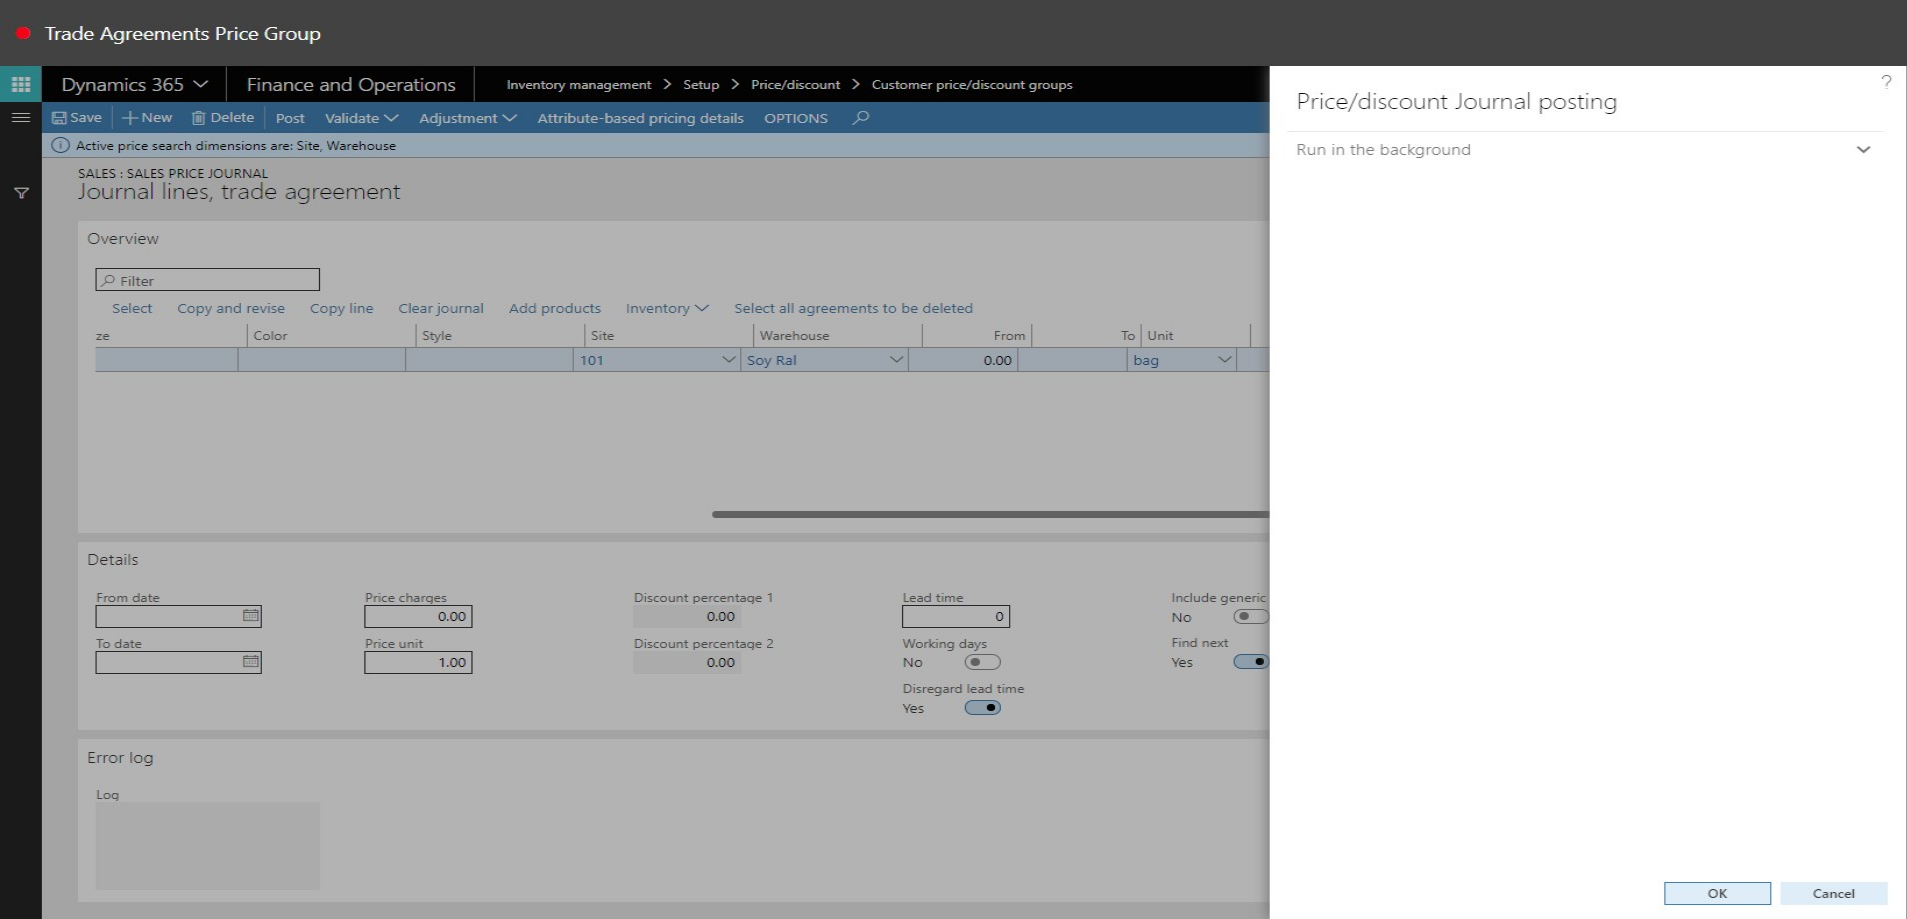 Trade Agreements Price Group
Dynamics 365 Finance and Operations Inventory management > Setup > Price/discount > Customer price/discount groups
Save New Delete Post Validate Adjustment Attribute-based pricing details OPTIONS
Active price search dimensions are: Site, Warehouse
SALES : SALES PRICE JOURNAL
Journal lines, trade agreement
Overview
Filter
Select Copy and revise Copy line Clear journal Add products Inventory Select all agreements to be deleted
ze Color Style Site Warehouse From To Unit
101 Soy Ral 0.00 bag
Details
From date Price charges Discount percentage 1 Lead time Include generic
0.00 0.00 0 No
To date Price unit Discount percentage 2 Working days Find next
1.00 0.00 No Yes
Disregard lead time
Yes
Error log
Log
?
Price/discount Journal posting
Run in the background
OK Cancel